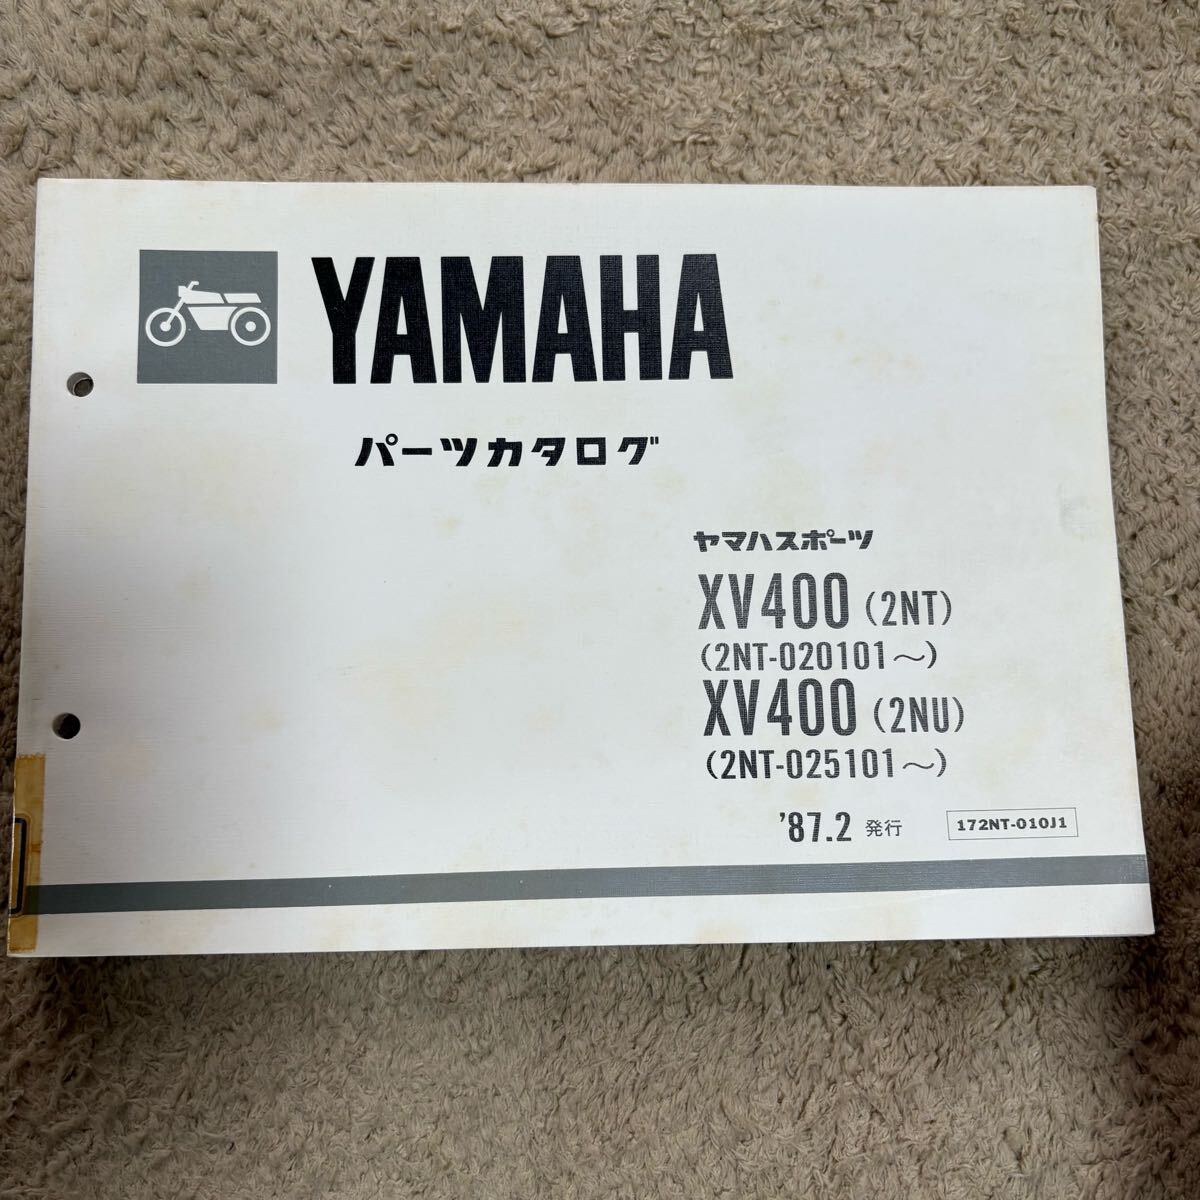 YAMAHA
パーツカタログ
ヤマハスポーツ
XV400 (2NT)
(2NT-020101〜)
XV400 (2NU)
(2NT-025101〜)
'87.2 発行
172NT-010J1